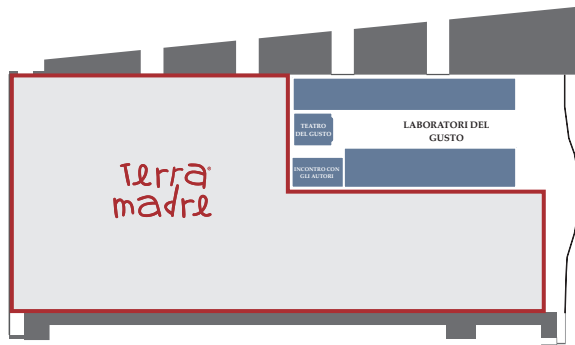 TEATRO
DEL GUSTO
LABORATORI DEL
GUSTO
INCONTRO CON
GLI AUTORI
Terra®
madre